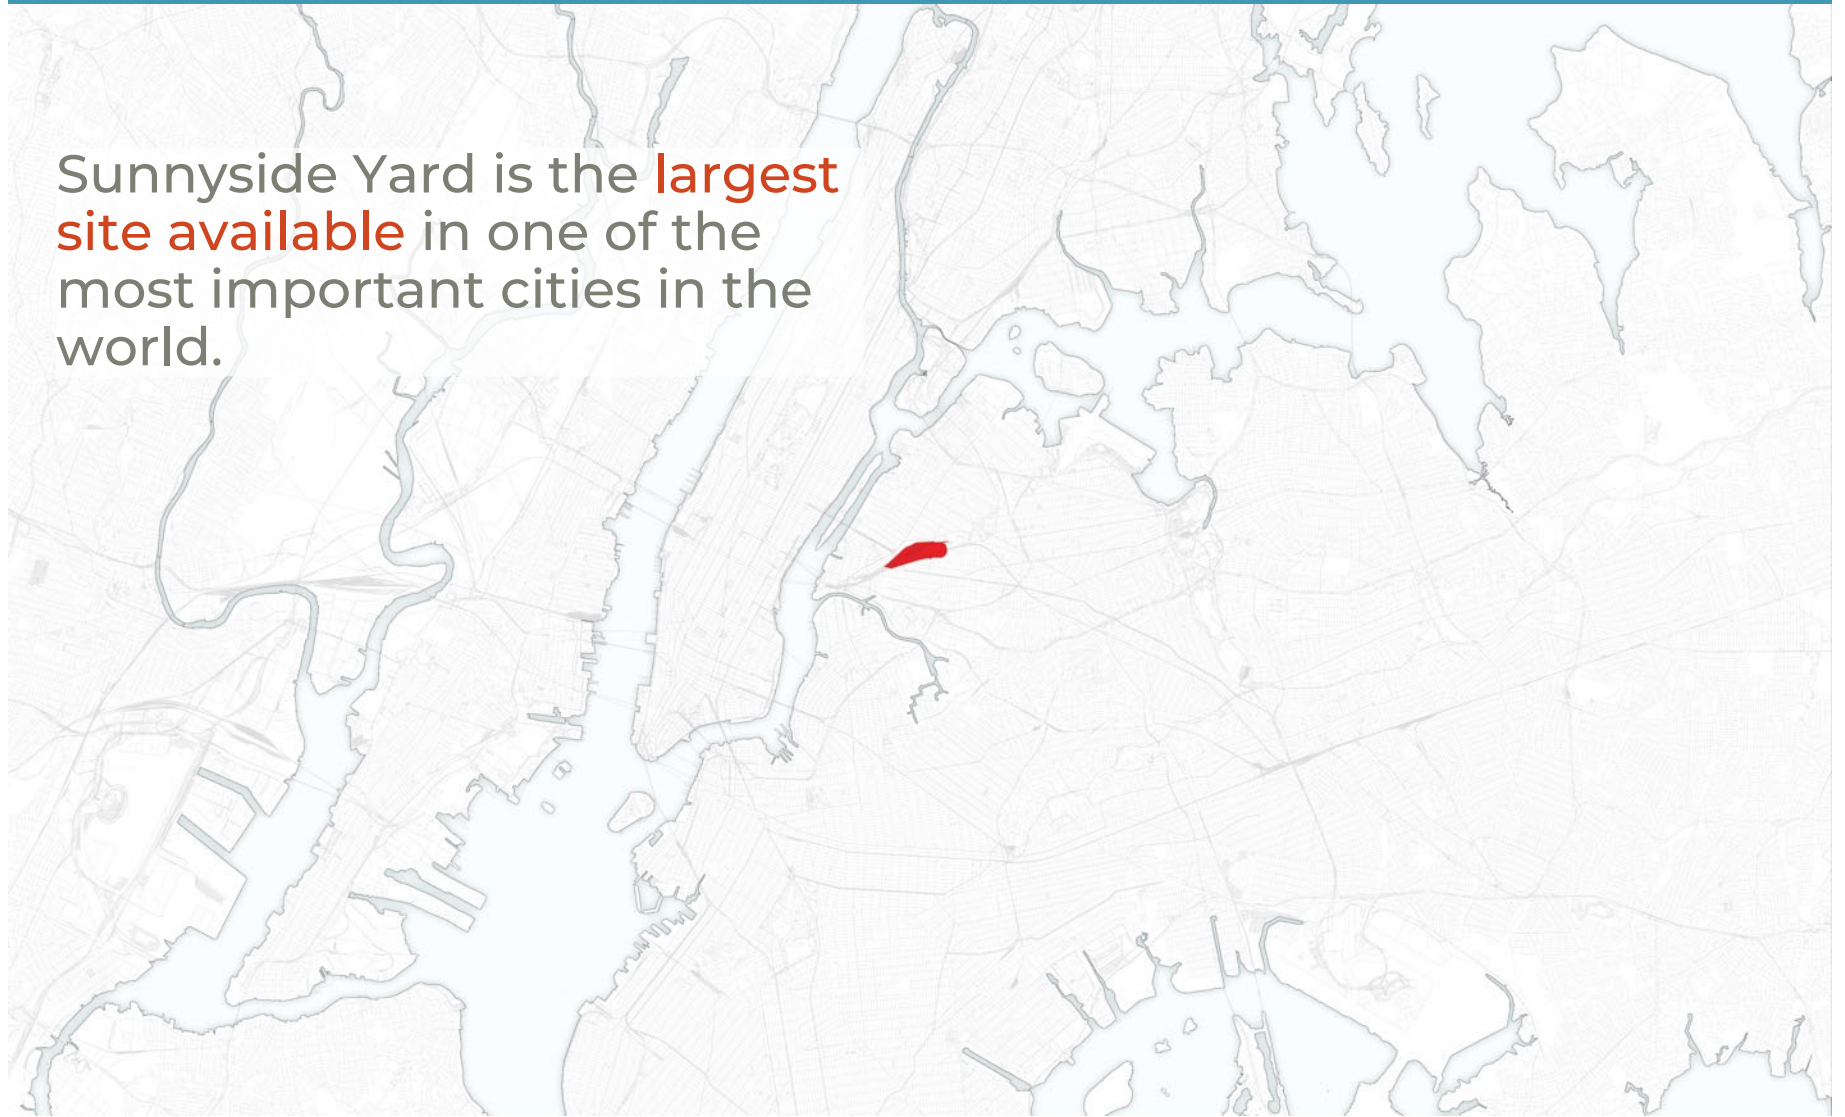 Sunnyside Yard is the largest
site available in one of the
most important cities in the
world.